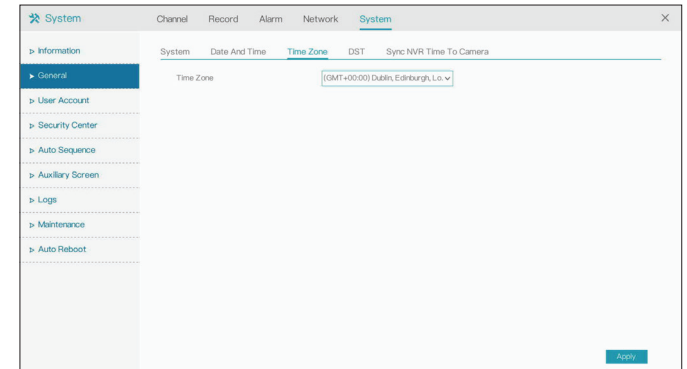 System
Channel Record Alarm Network System
Information
General
User Account
Security Center
Auto Sequence
Auxiliary Screen
Logs
Maintenance
Auto Reboot
System Date And Time Time Zone DST Sync NVR Time To Camera
Time Zone (GMT+00:00) Dublin, Edinburgh, Lo.
Apply